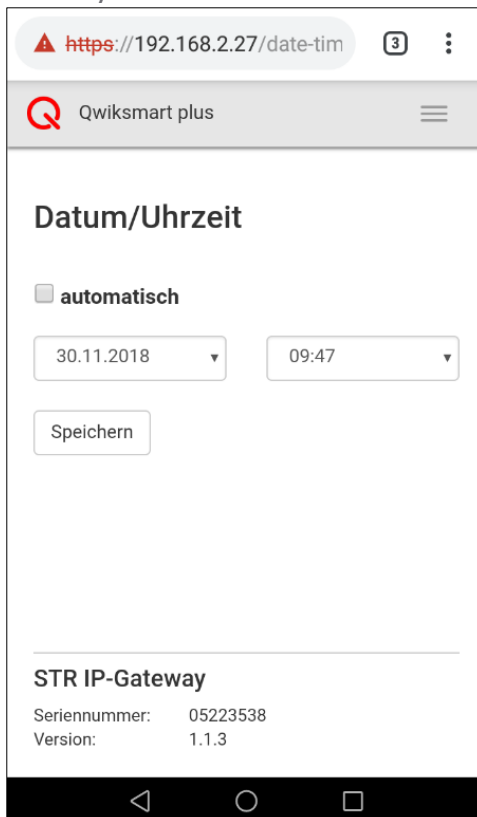 https://192.168.2.27/date-tim 3
Qwiksmart plus
Datum/Uhrzeit
automatisch
30.11.2018 09:47
Speichern
STR IP-Gateway
Seriennummer: 05223538
Version: 1.1.3